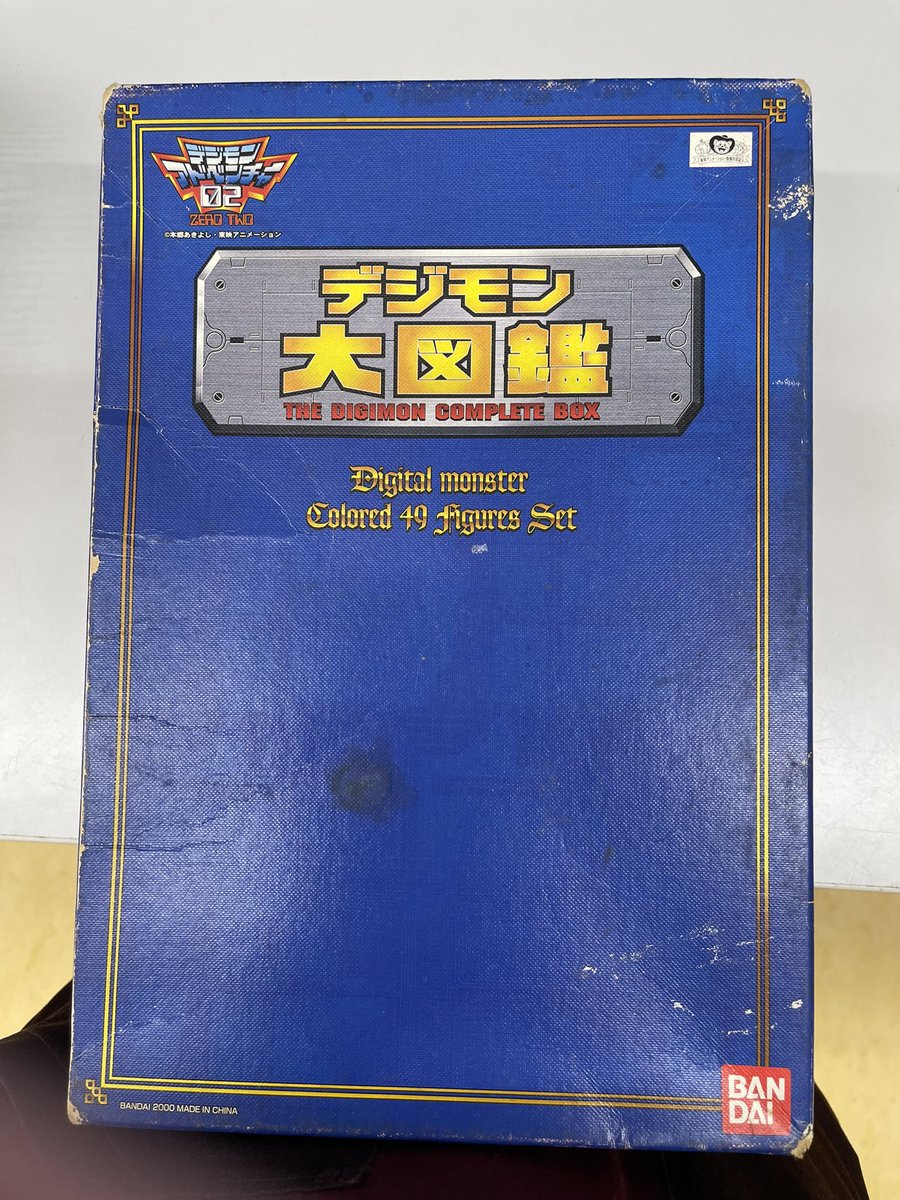 デジモン
アドベンチャー
02
ZERO TWO
©本郷あきよし・東映アニメーション
デジモン
大図鑑
THE DIGIMON COMPLETE BOX
Digital monster
Colored 49 Figures Set
BANDAI 2000 MADE IN CHINA
BAN
DAI